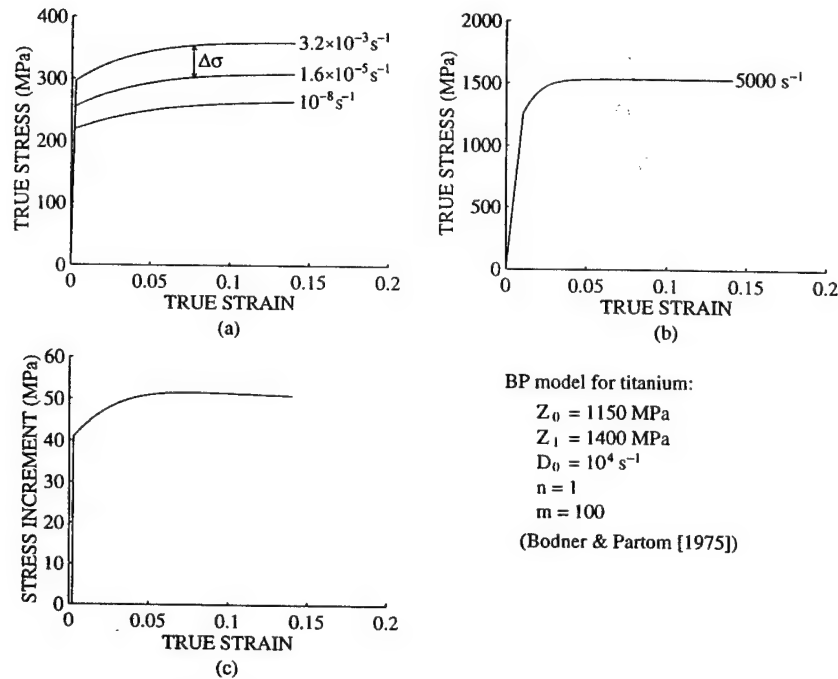 TRUE STRESS (MPa)
400
300
200
100
0
0
0.05
0.1
0.15
0.2
TRUE STRAIN
(a)
Δσ
3.2×10⁻³s⁻¹
1.6×10⁻⁵s⁻¹
10⁻⁸s⁻¹
TRUE STRESS (MPa)
2000
1500
1000
500
0
0
0.05
0.1
0.15
0.2
TRUE STRAIN
(b)
5000 s⁻¹
STRESS INCREMENT (MPa)
60
50
40
30
20
10
0
0
0.05
0.1
0.15
0.2
TRUE STRAIN
(c)
BP model for titanium:
Z₀ = 1150 MPa
Z₁ = 1400 MPa
D₀ = 10⁴ s⁻¹
n = 1
m = 100
(Bodner & Partom [1975])